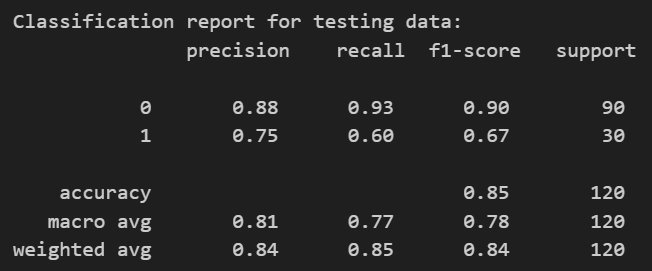 Classification report for testing data:
precision recall f1-score support
0 0.88 0.93 0.90 90
1 0.75 0.60 0.67 30
accuracy 0.85 120
macro avg 0.81 0.77 0.78 120
weighted avg 0.84 0.85 0.84 120